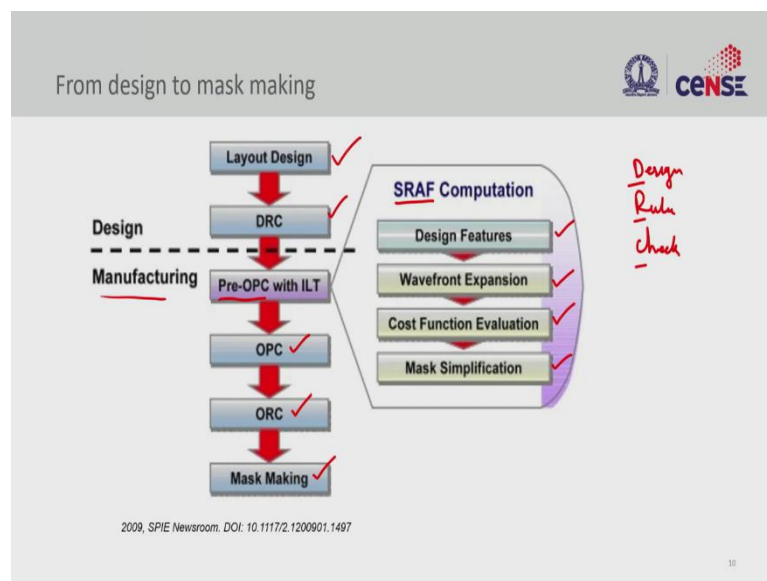 From design to mask making
CeNSE
Layout Design
DRC
Design
Manufacturing
Pre-OPC with ILT
OPC
ORC
Mask Making
SRAF Computation
Design Features
Wavefront Expansion
Cost Function Evaluation
Mask Simplification
Design
Rule
check
2009, SPIE Newsroom. DOI: 10.1117/2.1200901.1497
10